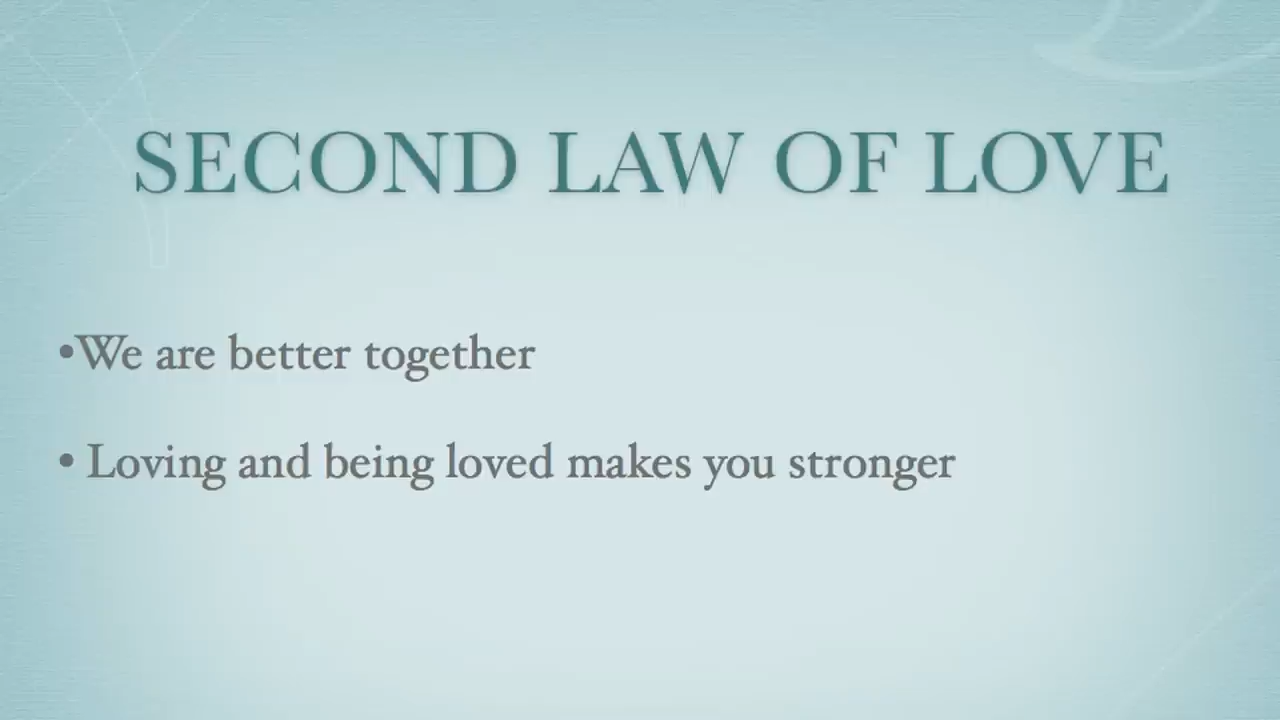 SECOND LAW OF LOVE
•We are better together
• Loving and being loved makes you stronger